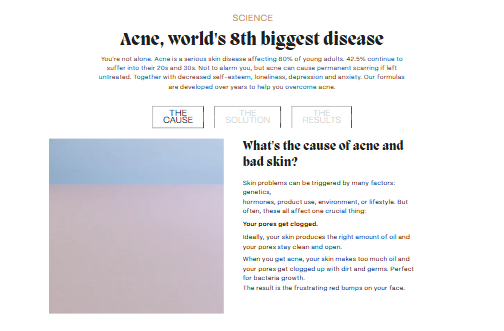 SCIENCE
Acne, world's 8th biggest disease
You're not alone. Acne is a serious skin disease affecting 80% of young adults. 42.5% continue to
suffer into their 20s and 30s. Not to alarm you, but acne can cause permanent scarring if left
untreated. Together with decreased self-esteem, loneliness, depression and anxiety. Our formulas
are developed over years to help you overcome acne.
THE
CAUSE
THE
SOLUTION
THE
RESULTS
What's the cause of acne and
bad skin?
Skin problems can be triggered by many factors:
genetics,
hormones, product use, environment, or lifestyle. But
often, these all affect one crucial thing:
Your pores get clogged.
Ideally, your skin produces the right amount of oil and
your pores stay clean and open.
When you get acne, your skin makes too much oil and
your pores get clogged up with dirt and germs. Perfect
for bacteria growth.
The result is the frustrating red bumps on your face.